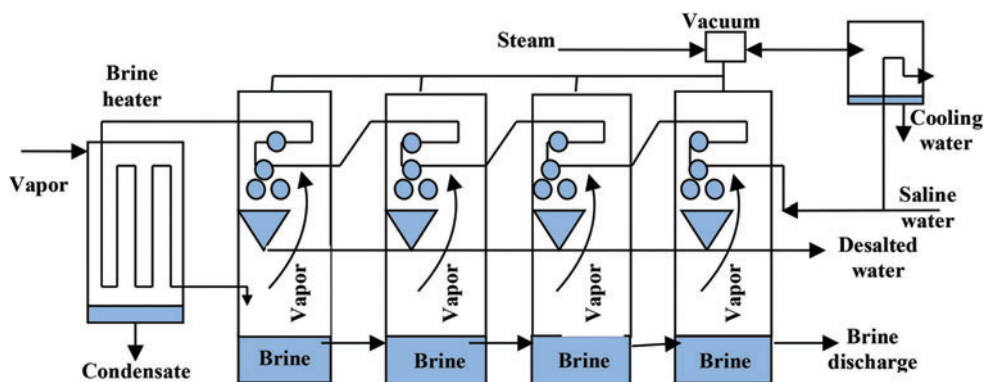 Vacuum
Steam
Brine
heater
Cooling
water
Vapor
Saline
water
Desalted
water
Vapor
Vapor
Vapor
Vapor
Brine
Brine
Brine
Brine
Brine
discharge
Condensate